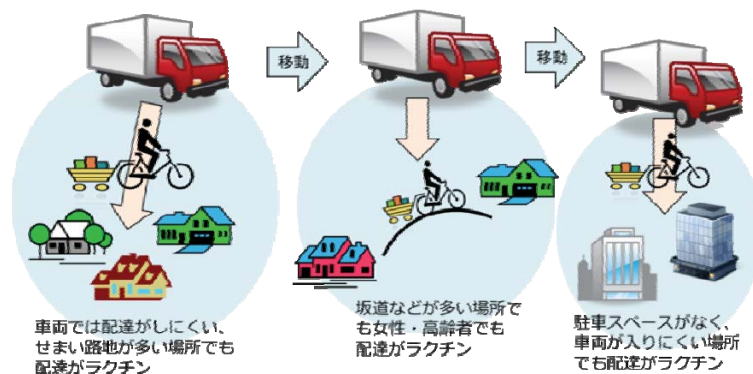 移動
移動
車両では配達がしにくい、
せまい路地が多い場所でも
配達がラクチン
坂道などが多い場所で
も女性・高齢者でも
配達がラクチン
駐車スペースがなく、
車両が入りにくい場所
でも配達がラクチン